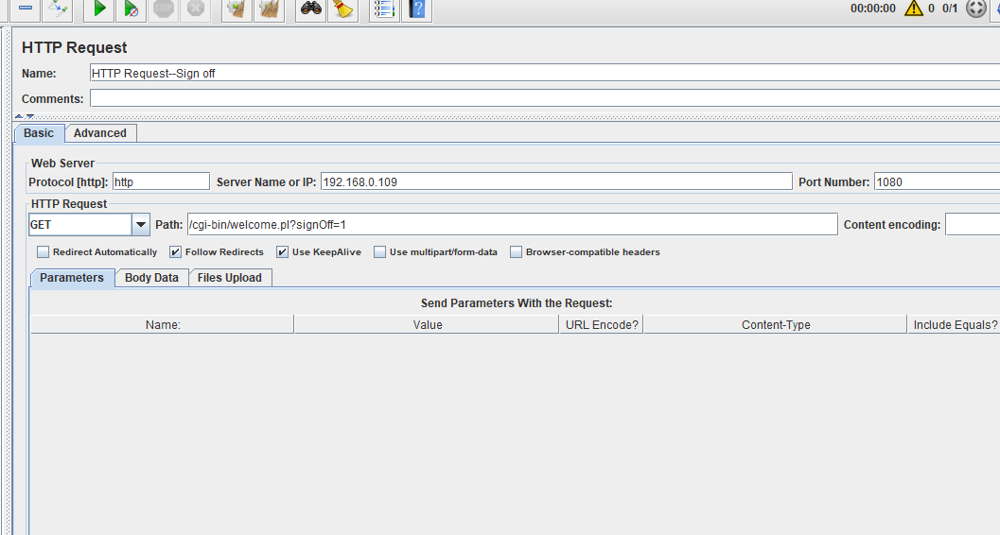 STOP
00:00:00 0 0/1
?
HTTP Request
Name: HTTP Request--Sign off
Comments:
Basic Advanced
Web Server
Protocol [http]: http Server Name or IP: 192.168.0.109 Port Number: 1080
HTTP Request
GET Path: /cgi-bin/welcome.pl?signOff=1 Content encoding:
Redirect Automatically Follow Redirects Use KeepAlive Use multipart/form-data Browser-compatible headers
Parameters Body Data Files Upload
Send Parameters With the Request:
Name: Value URL Encode? Content-Type Include Equals?